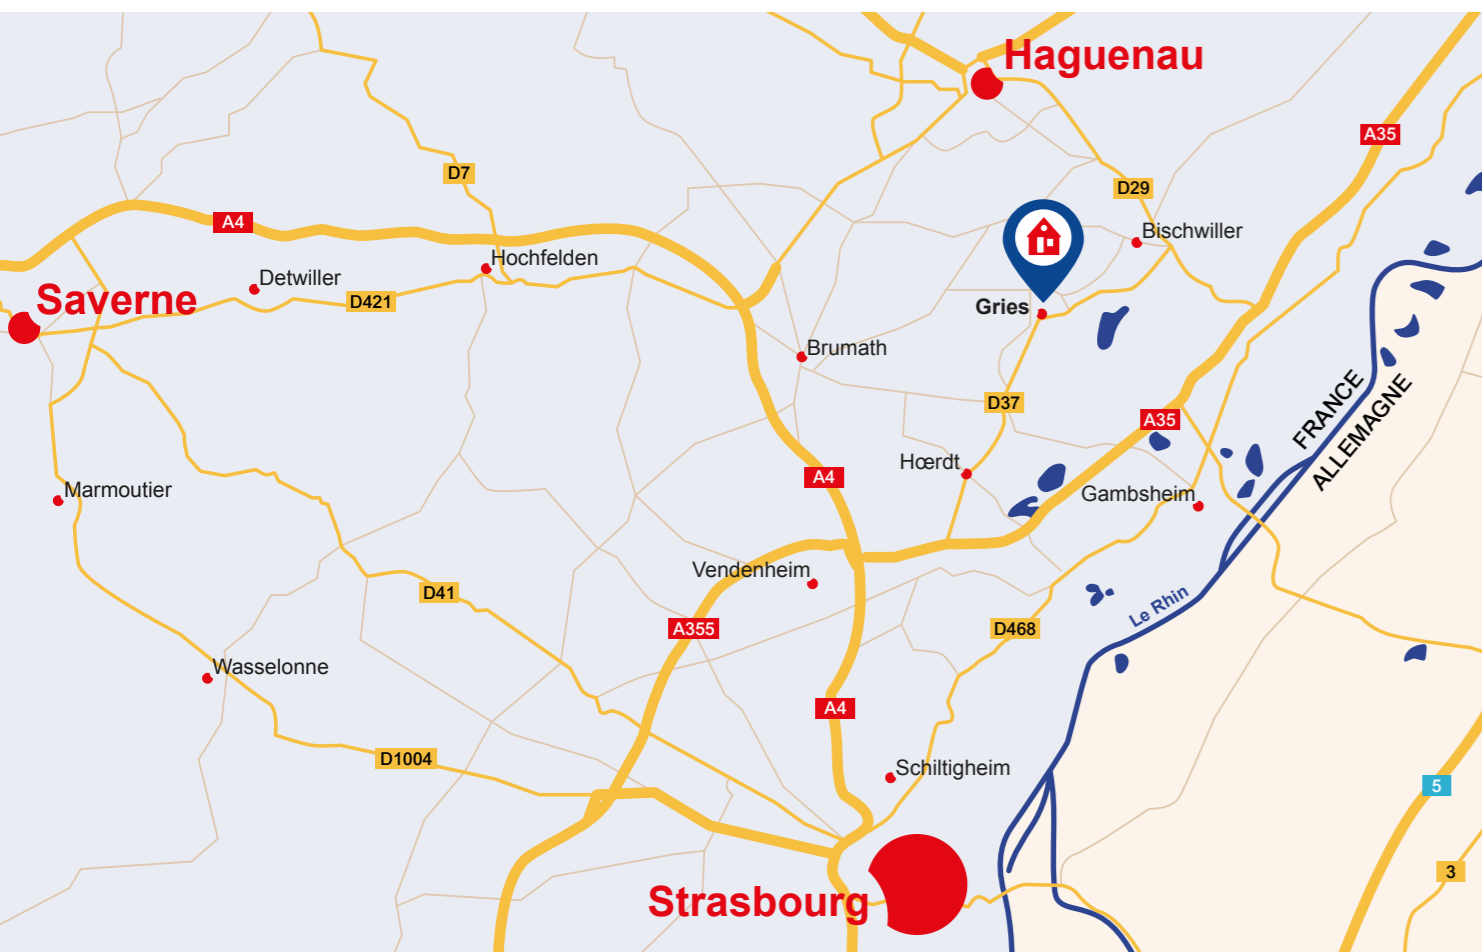 Haguenau
A35
D7
D29
A4
Bischwiller
Hochfelden
Detwiller
Saverne
D421
Gries
Brumath
FRANCE
ALLEMAGNE
D37
A35
Hœrdt
A4
Marmoutier
Gambsheim
Vendenheim
D41
Le Rhin
A355
D468
Wasselonne
A4
D1004
Schiltigheim
5
3
Strasbourg